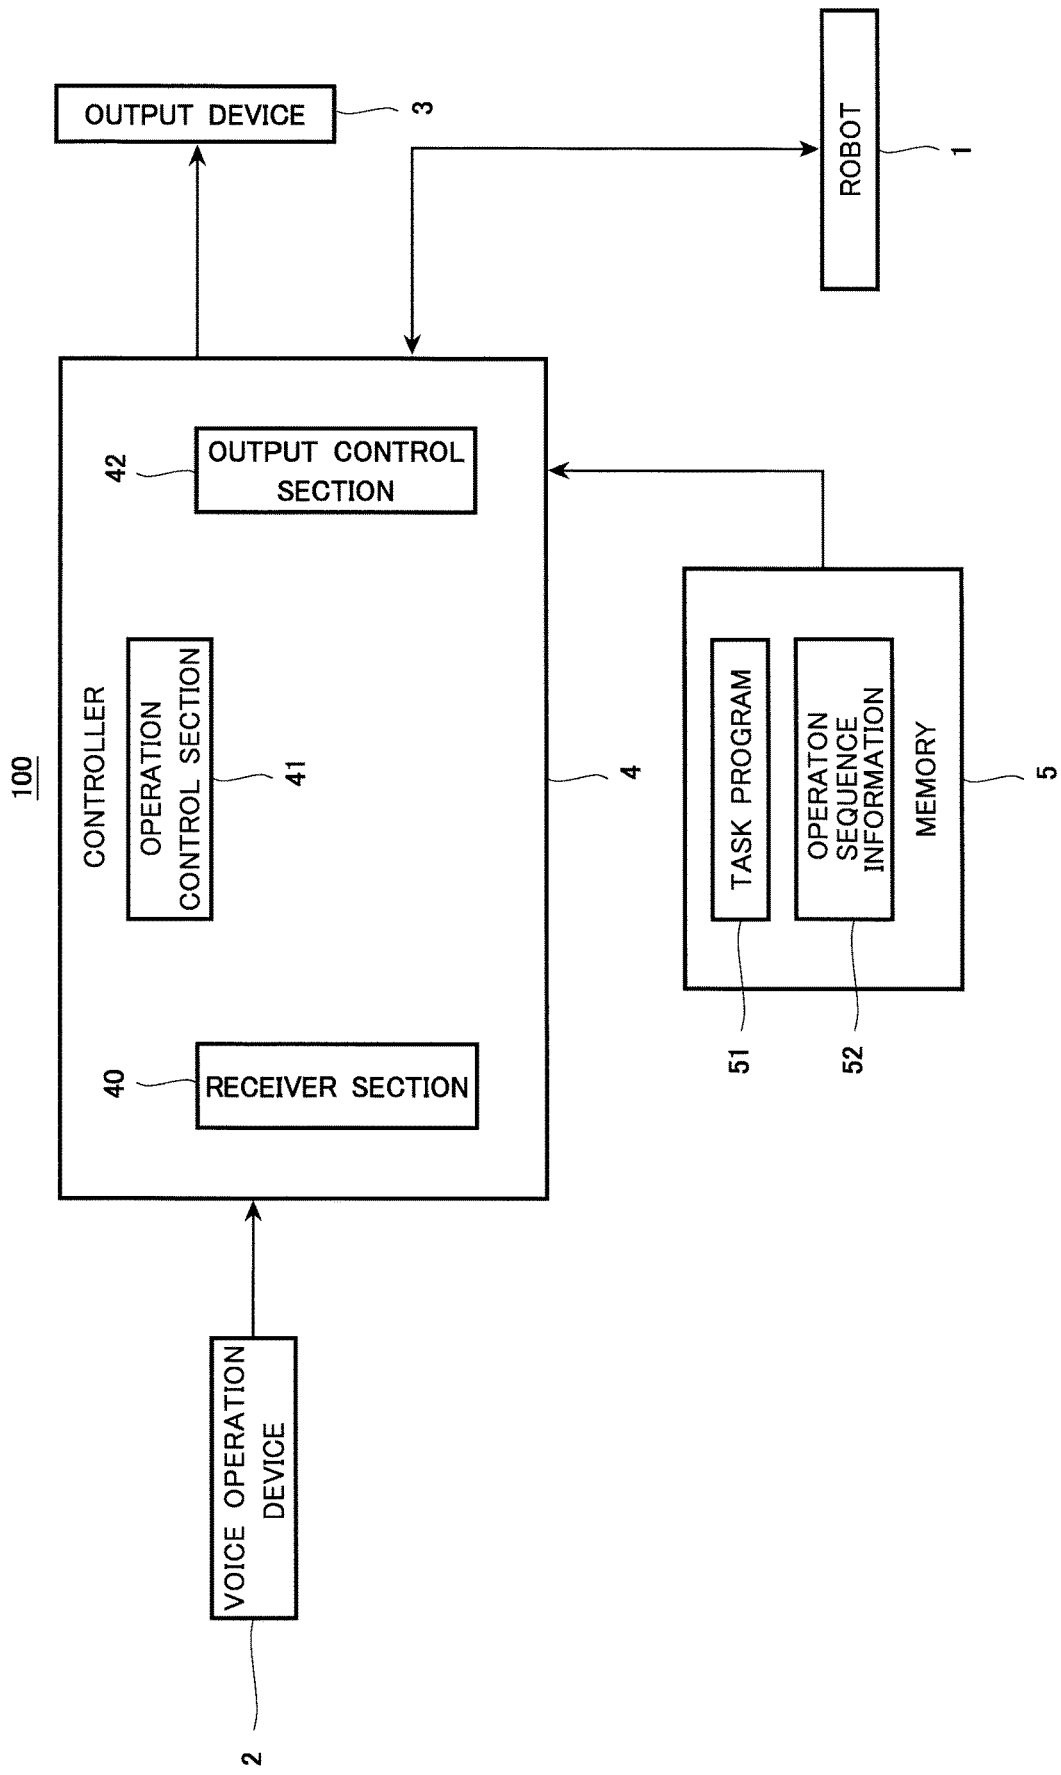 100
CONTROLLER
2
VOICE OPERATION
DEVICE
40
RECEIVER SECTION
OPERATION
CONTROL SECTION
41
42
OUTPUT CONTROL
SECTION
OUTPUT DEVICE
3
4
51
TASK PROGRAM
52
OPERATON
SEQUENCE
INFORMATION
MEMORY
5
ROBOT
1